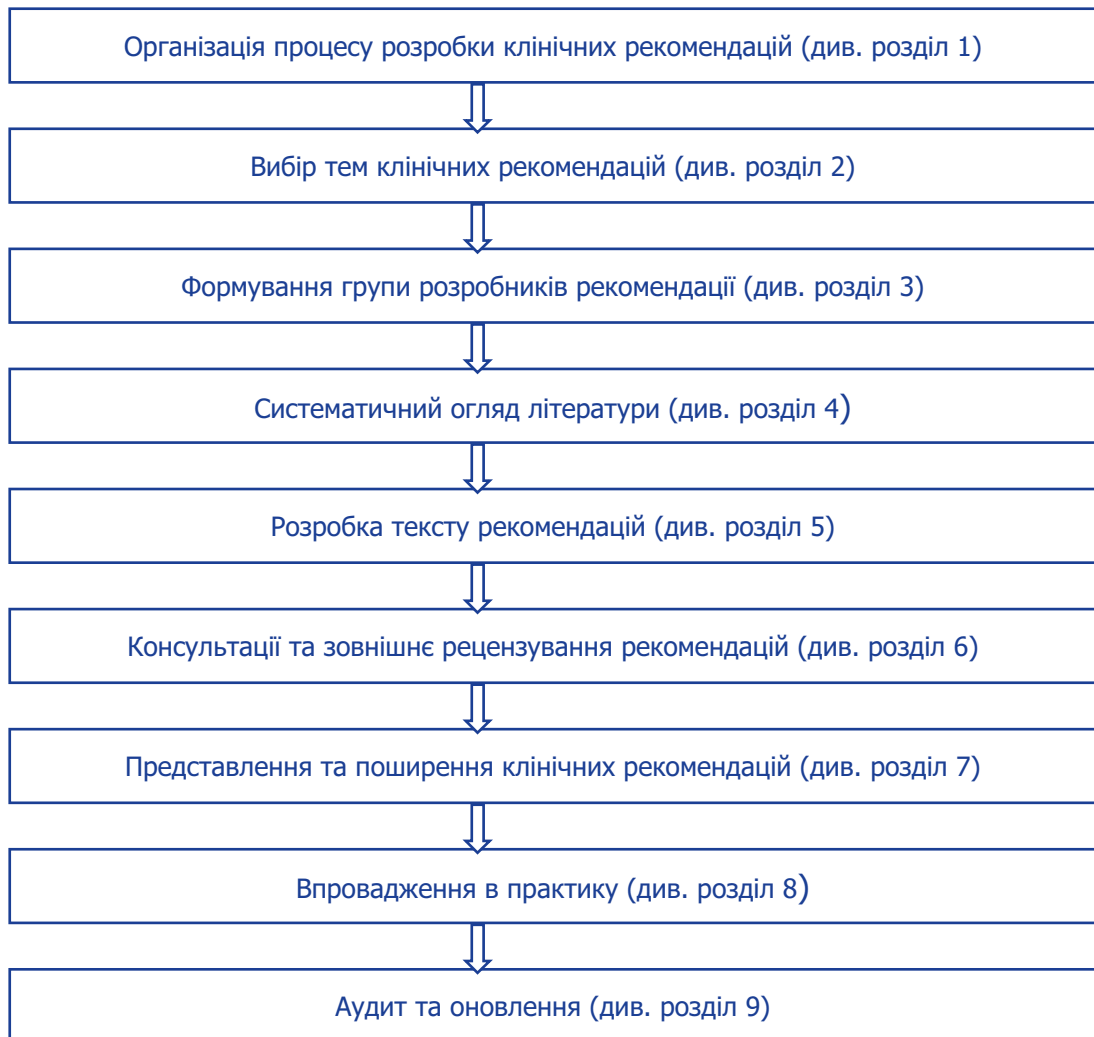 Організація процесу розробки клінічних рекомендацій (див. розділ 1)
Вибір тем клінічних рекомендацій (див. розділ 2)
Формування групи розробників рекомендації (див. розділ 3)
Систематичний огляд літератури (див. розділ 4)
Розробка тексту рекомендацій (див. розділ 5)
Консультації та зовнішнє рецензування рекомендацій (див. розділ 6)
Представлення та поширення клінічних рекомендацій (див. розділ 7)
Впровадження в практику (див. розділ 8)
Аудит та оновлення (див. розділ 9)